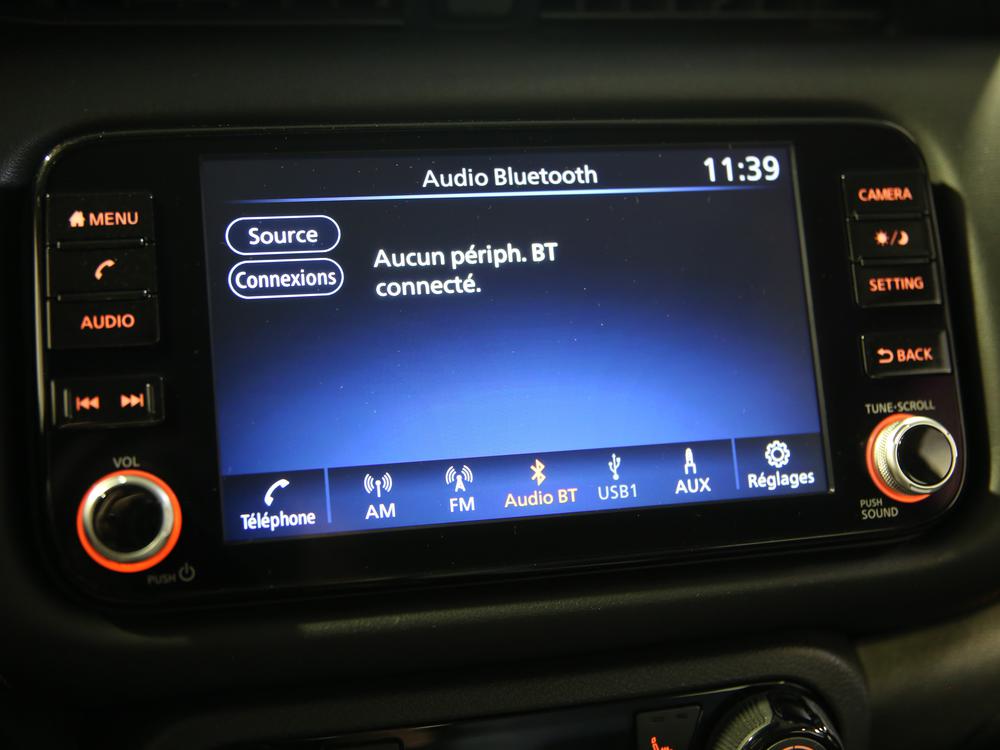 Audio Bluetooth
11:39
MENU
CAMERA
Source
Aucun périph. BT
connecté.
Connexions
SETTING
AUDIO
BACK
TUNE•SCROLL
VOL
Téléphone
AM
FM
Audio BT
USB1
AUX
Réglages
PUSH
SOUND
PUSH